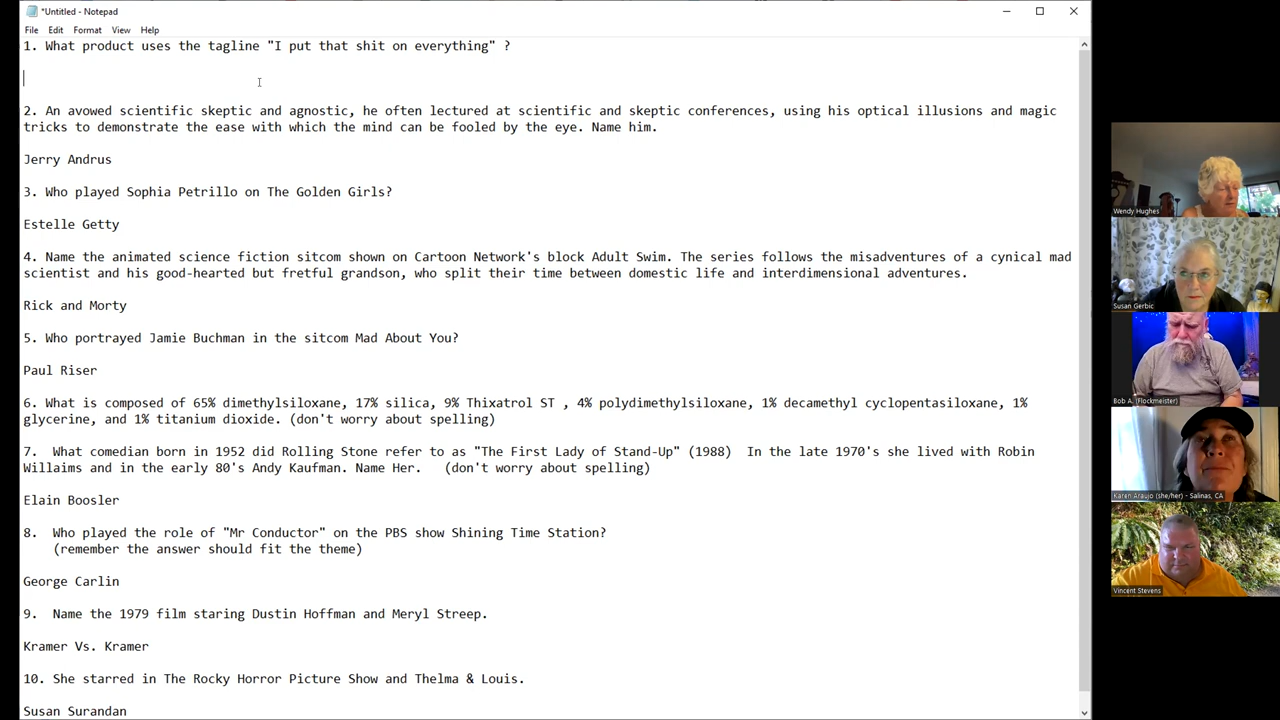 *Untitled - Notepad
File Edit Format View Help
1. What product uses the tagline "I put that shit on everything" ?
2. An avowed scientific skeptic and agnostic, he often lectured at scientific and skeptic conferences, using his optical illusions and magic
tricks to demonstrate the ease with which the mind can be fooled by the eye. Name him.
Jerry Andrus
3. Who played Sophia Petrillo on The Golden Girls?
Estelle Getty
4. Name the animated science fiction sitcom shown on Cartoon Network's block Adult Swim. The series follows the misadventures of a cynical mad
scientist and his good-hearted but fretful grandson, who split their time between domestic life and interdimensional adventures.
Rick and Morty
5. Who portrayed Jamie Buchman in the sitcom Mad About You?
Paul Riser
6. What is composed of 65% dimethylsiloxane, 17% silica, 9% Thixatrol ST , 4% polydimethylsiloxane, 1% decamethyl cyclopentasiloxane, 1%
glycerine, and 1% titanium dioxide. (don't worry about spelling)
7.  What comedian born in 1952 did Rolling Stone refer to as "The First Lady of Stand-Up" (1988)  In the late 1970's she lived with Robin
Willaims and in the early 80's Andy Kaufman. Name Her.   (don't worry about spelling)
Elain Boosler
8.  Who played the role of "Mr Conductor" on the PBS show Shining Time Station?
(remember the answer should fit the theme)
George Carlin
9.  Name the 1979 film staring Dustin Hoffman and Meryl Streep.
Kramer Vs. Kramer
10. She starred in The Rocky Horror Picture Show and Thelma & Louis.
Susan Surandan
Wendy Hughes
Susan Gerbic
Bob A. (Flockmeister)
Karen Araujo (she/her) - Salinas, CA
Vincent Stevens